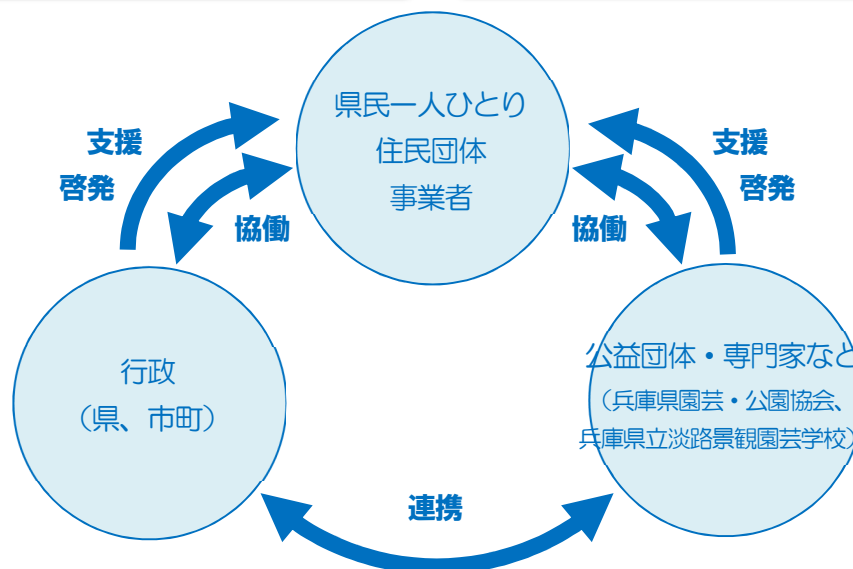 県民一人ひとり
住民団体
事業者
支援
啓発
協働
支援
啓発
協働
行政
（県、市町）
公益団体・専門家など
（兵庫県園芸・公園協会、
兵庫県立淡路景観園芸学校）
連携